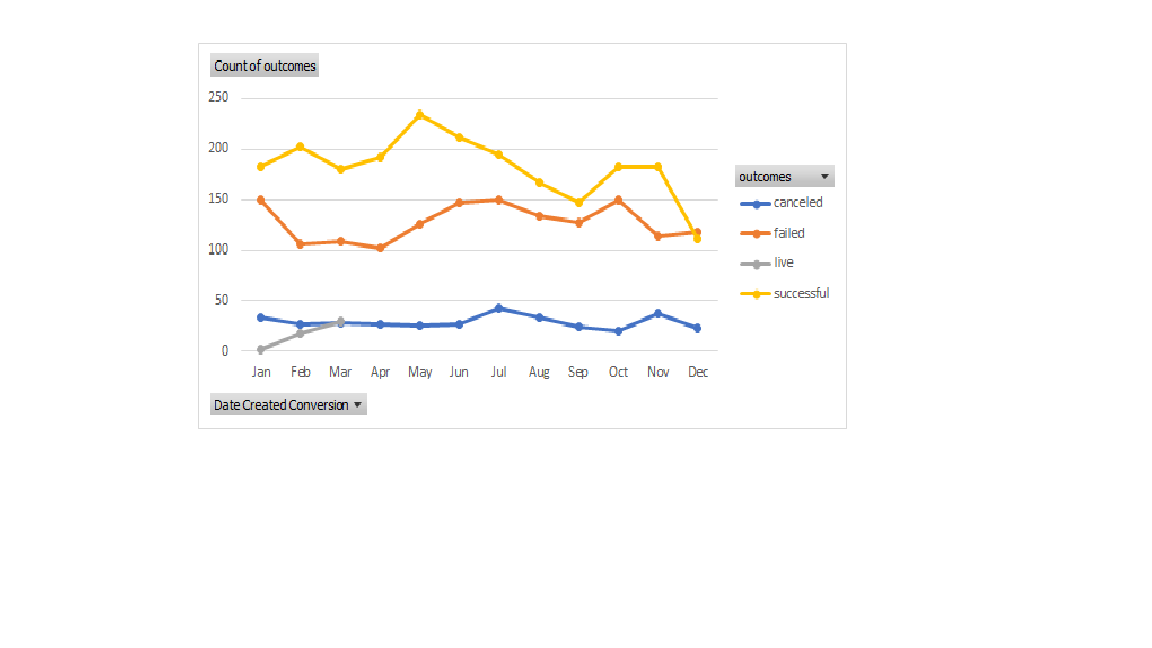 Count of outcomes
250
200
150
100
50
0
Jan Feb Mar Apr May Jun Jul Aug Sep Oct Nov Dec
Date Created Conversion
outcomes
canceled
failed
live
successful